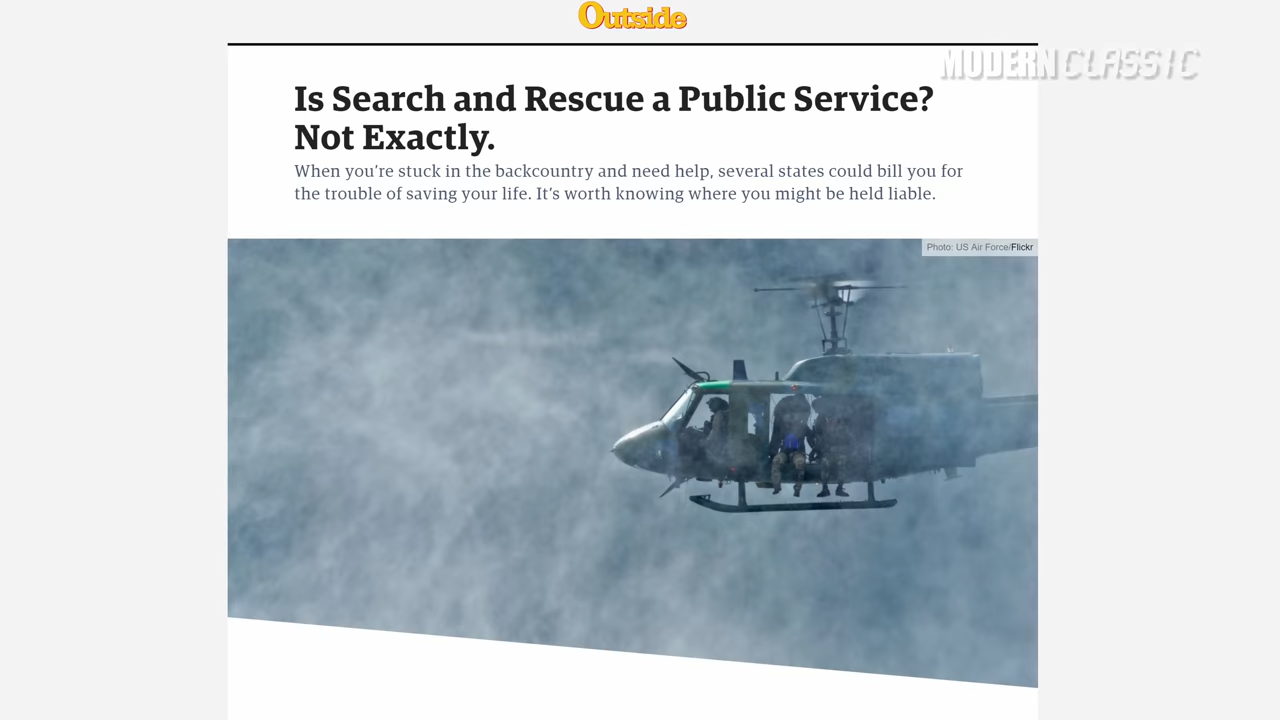 Outside
MODERN CLASSIC
Is Search and Rescue a Public Service?
Not Exactly.
When you’re stuck in the backcountry and need help, several states could bill you for
the trouble of saving your life. It’s worth knowing where you might be held liable.
Photo: US Air Force/Flickr